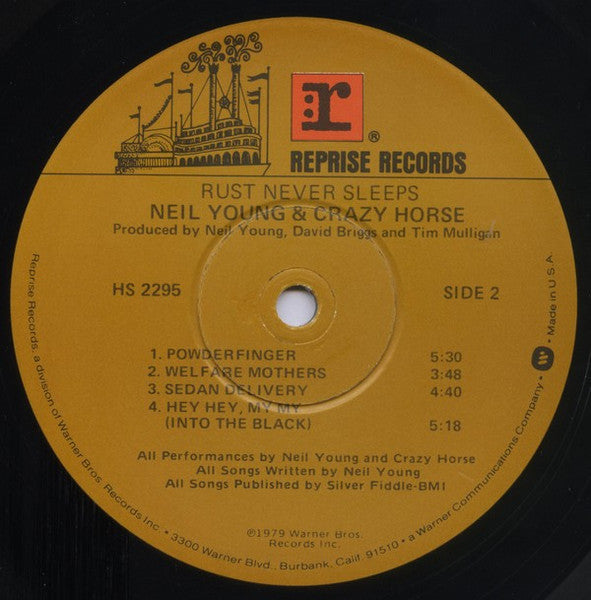 r
®
REPRISE RECORDS
RUST NEVER SLEEPS
NEIL YOUNG & CRAZY HORSE
Produced by Neil Young, David Briggs and Tim Mulligan
HS 2295 SIDE 2
1. POWDERFINGER 5:30
2. WELFARE MOTHERS 3:48
3. SEDAN DELIVERY 4:40
4. HEY HEY, MY MY
(INTO THE BLACK) 5:18
All Performances by Neil Young and Crazy Horse
All Songs Written by Neil Young
All Songs Published by Silver Fiddle-BMI
℗1979 Warner Bros.
Records Inc.
Reprise Records, a division of Warner Bros Records Inc • 3300 Warner Blvd., Burbank, Calif. 91510 • a Warner Communications Company • W • Made in U.S.A.